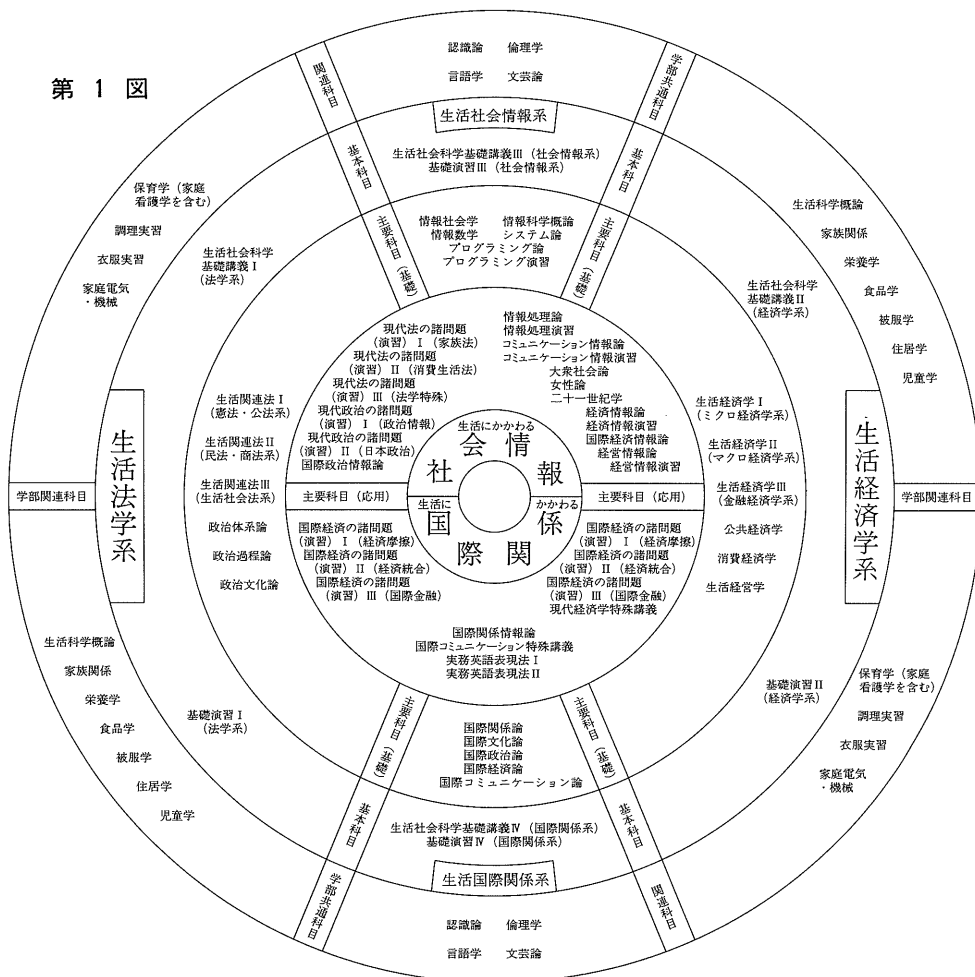 第1図
認識論 倫理学
言語学 文芸論
関連科目
学部共通科目
生活社会情報系
基本科目
基本科目
生活社会科学基礎講義III（社会情報系）
基礎演習III（社会情報系）
主要科目（基礎）
主要科目（基礎）
情報社会学 情報科学概論
情報数学 システム論
プログラミング論
プログラミング演習
保育学（家庭
看護学を含む）
調理実習
衣服実習
家庭電気
・機械
生活社会科学
基礎講義I
（法学系）
生活科学概論
家族関係
栄養学
食品学
被服学
住居学
児童学
生活社会科学
基礎講義II
（経済学系）
現代法の諸問題
（演習）I（家族法）
現代法の諸問題
（演習）II（消費生活法）
現代法の諸問題
（演習）III（法学特殊）
現代政治の諸問題
（演習）I（政治情報）
現代政治の諸問題
（演習）II（日本政治）
国際政治情報論
情報処理論
情報処理演習
コミュニケーション情報論
コミュニケーション情報演習
大衆社会論
女性論
二十一世紀学
経済情報論
経済情報演習
国際経済情報論
経営情報論
経営情報演習
生活にかかわる
社会情報
生活法学系
生活関連法I
（憲法・公法系）
生活関連法II
（民法・商法系）
生活関連法III
（生活社会法系）
政治体系論
政治過程論
政治文化論
生活経済学I
（ミクロ経済学系）
生活経済学II
（マクロ経済学系）
生活経済学III
（金融経済学系）
公共経済学
消費経済学
生活経営学
生活経済学系
学部関連科目
主要科目（応用）
主要科目（応用）
学部関連科目
生活に かかわる
国際関係
国際経済の諸問題
（演習）I（経済摩擦）
国際経済の諸問題
（演習）II（経済統合）
国際経済の諸問題
（演習）III（国際金融）
国際経済の諸問題
（演習）I（経済摩擦）
国際経済の諸問題
（演習）II（経済統合）
国際経済の諸問題
（演習）III（国際金融）
現代経済学特殊講義
国際関係情報論
国際コミュニケーション特殊講義
実務英語表現法I
実務英語表現法II
生活科学概論
家族関係
栄養学
食品学
被服学
住居学
児童学
基礎演習I
（法学系）
基礎演習II
（経済学系）
保育学（家庭
看護学を含む）
調理実習
衣服実習
家庭電気
・機械
主要科目（基礎）
主要科目（基礎）
国際関係論
国際文化論
国際政治論
国際経済論
国際コミュニケーション論
基本科目
基本科目
生活社会科学基礎講義IV（国際関係系）
基礎演習IV（国際関係系）
生活国際関係系
学部共通科目
関連科目
認識論 倫理学
言語学 文芸論